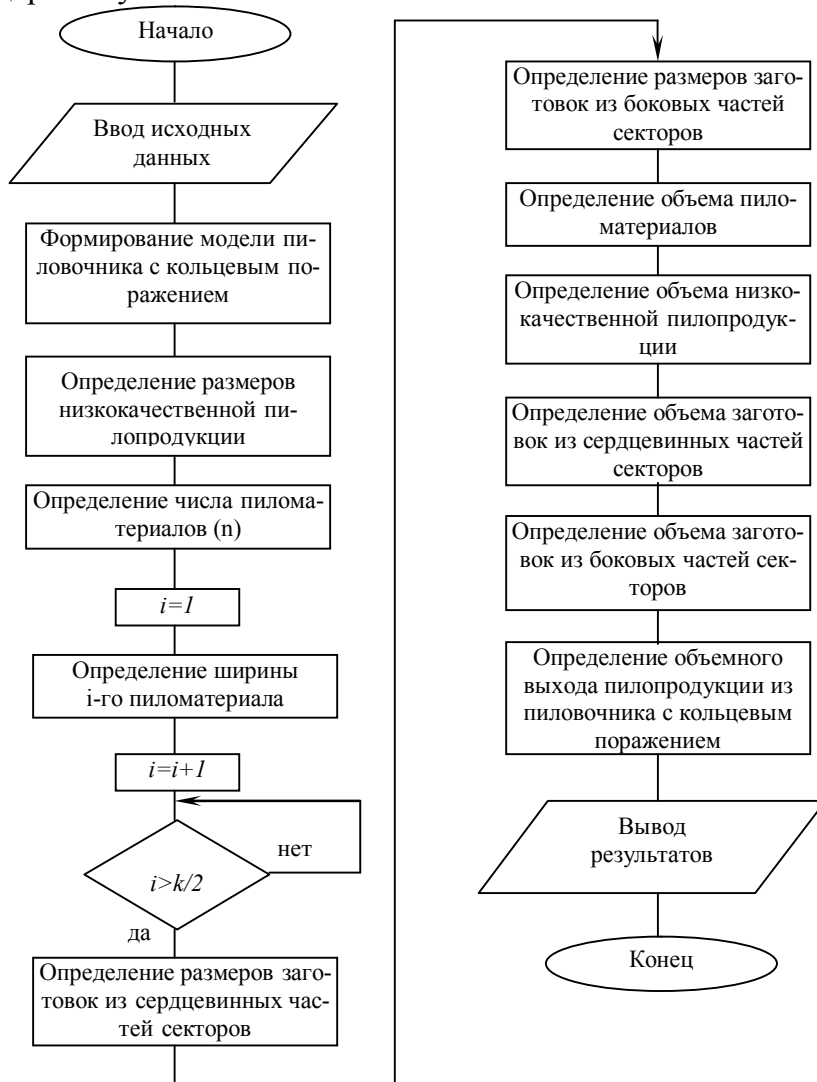 Начало
Ввод исходных
данных
Формирование модели пи-
ловочника с кольцевым по-
ражением
Определение размеров
низкокачественной пи-
лопродукции
Определение числа пилома-
териалов (n)
i=1
Определение ширины
i-го пиломатериала
i=i+1
i>k/2
нет
да
Определение размеров заго-
товок из сердцевинных час-
тей секторов
Определение размеров заг-
отовок из боковых частей
секторов
Определение объема пило-
материалов
Определение объема низко-
качественной пилопродук-
ции
Определение объема загото-
вок из сердцевинных частей
секторов
Определение объема загото-
вок из боковых частей сек-
торов
Определение объемного
выхода пилопродукции из
пиловочника с кольцевым
поражением
Вывод
результатов
Конец